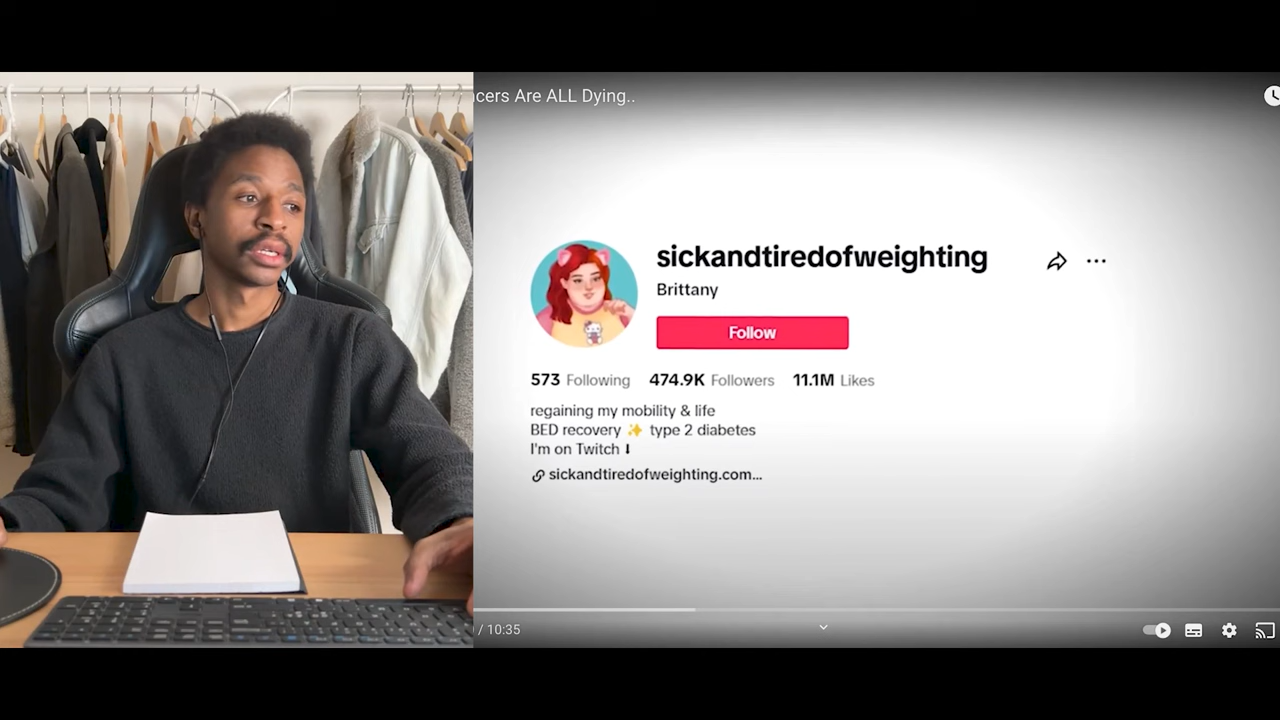 cers Are ALL Dying..
sickandtiredofweighting
Brittany
Follow
573 Following 474.9K Followers 11.1M Likes
regaining my mobility & life
BED recovery ✨ type 2 diabetes
I'm on Twitch ⬇
sickandtiredofweighting.com...
/ 10:35